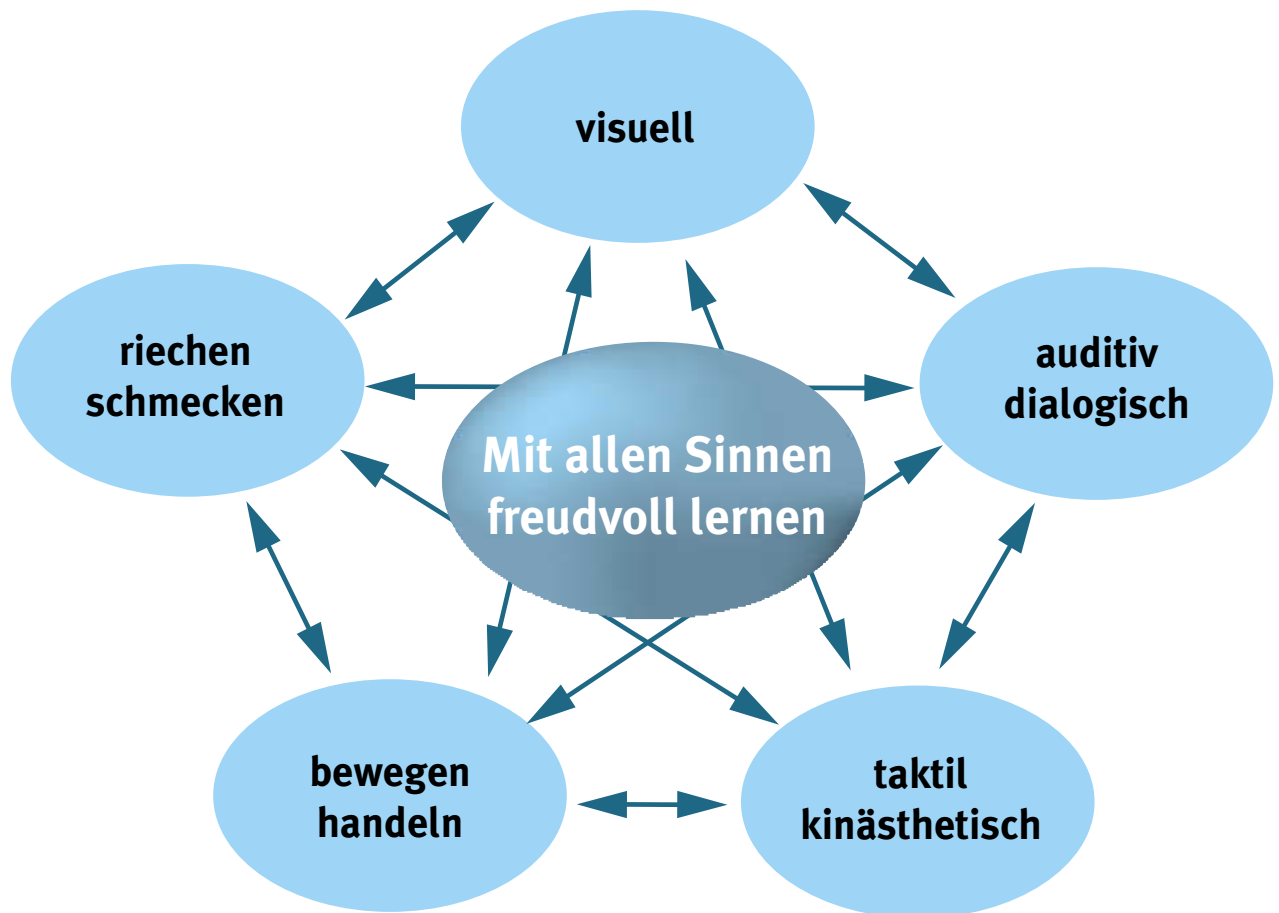 visuell
riechen
schmecken
auditiv
dialogisch
Mit allen Sinnen
freudvoll lernen
bewegen
handeln
taktil
kinästhetisch